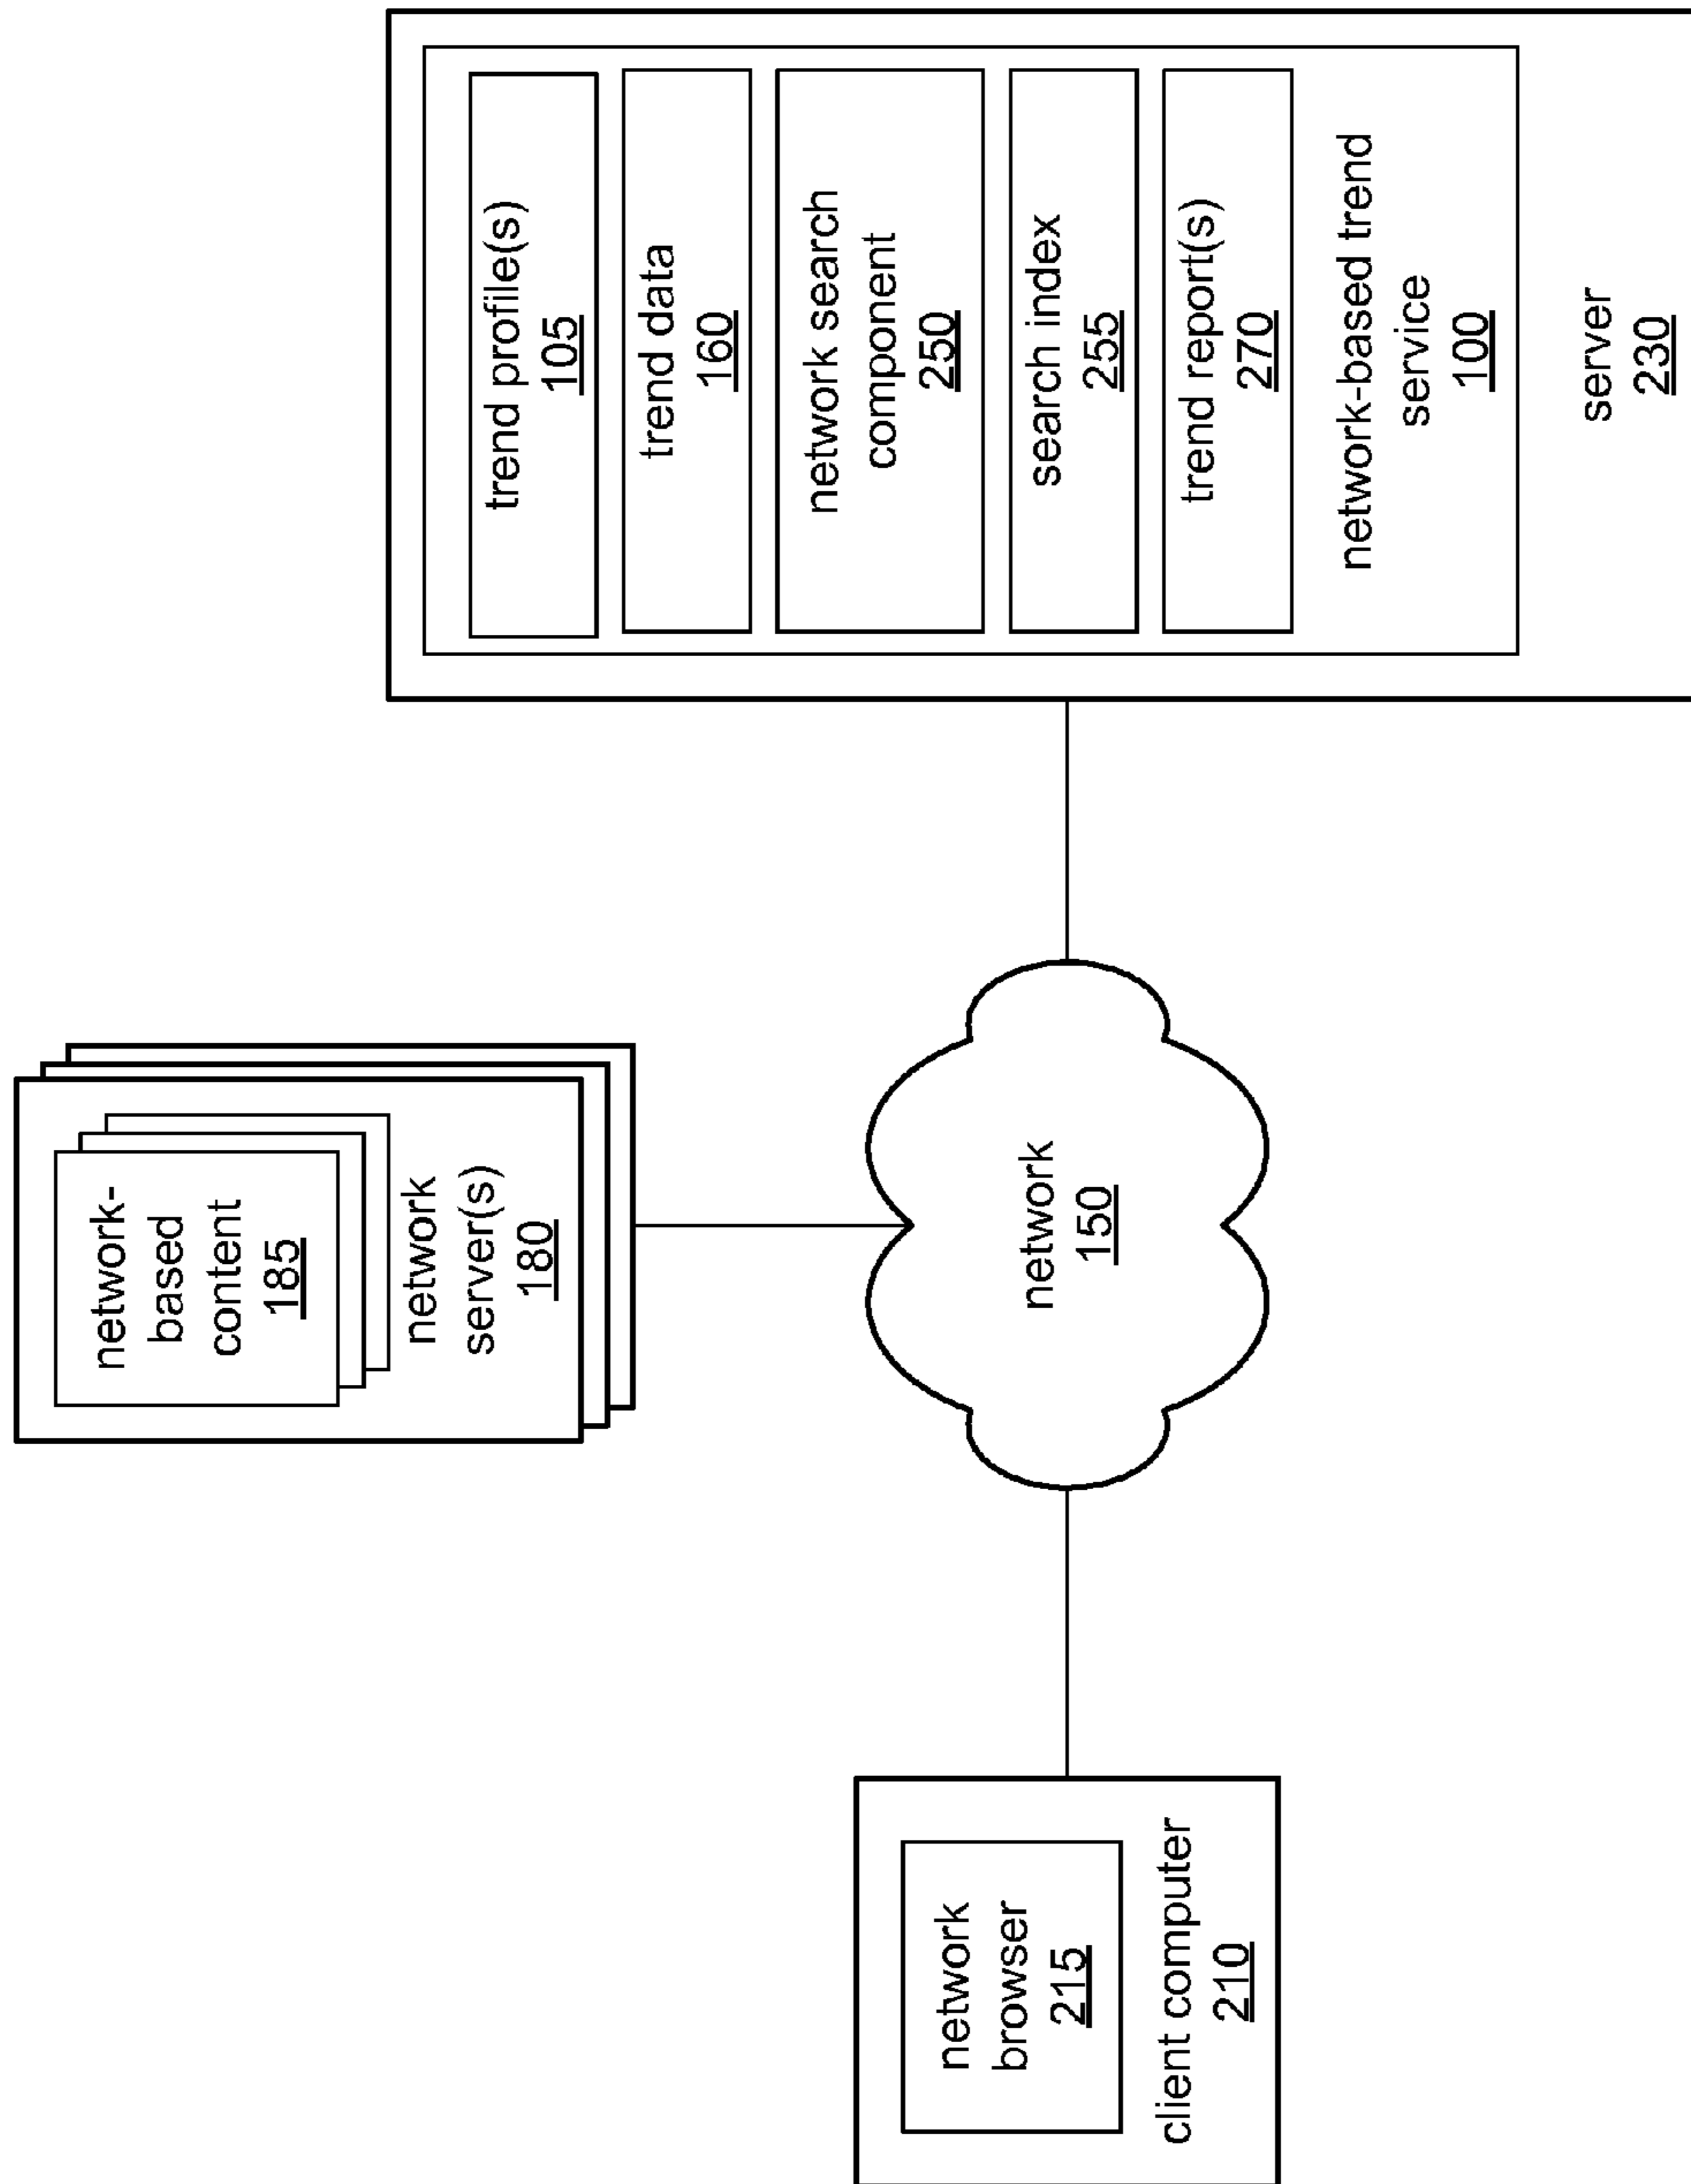 network-
based
content
185
network
server(s)
180
trend profile(s)
105
trend data
160
network search
component
250
search index
255
trend report(s)
270
network-based trend
service
100
server
230
network
150
network
browser
215
client computer
210